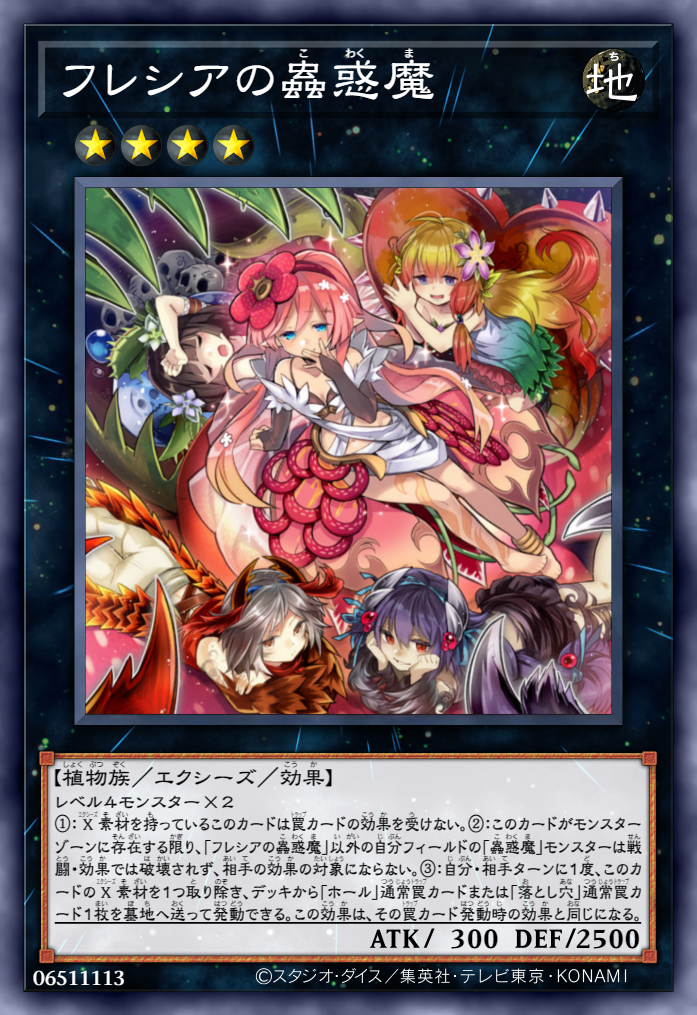 フレシアの蟲惑魔
地
【植物族／エクシーズ／効果】
レベル４モンスター×２
①：X素材を持っているこのカードは罠カードの効果を受けない。②：このカードがモンスター
ゾーンに存在する限り、「フレシアの蟲惑魔」以外の自分フィールドの「蟲惑魔」モンスターは戦
闘・効果では破壊されず、相手の効果の対象にならない。③：自分・相手ターンに１度、このカ
ードのX素材を１つ取り除き、デッキから「ホール」通常罠カードまたは「落とし穴」通常罠カ
ード１枚を墓地へ送って発動できる。この効果は、その罠カード発動時の効果と同じになる。
ATK/ 300 DEF/2500
06511113
©スタジオ・ダイス／集英社・テレビ東京・KONAMI